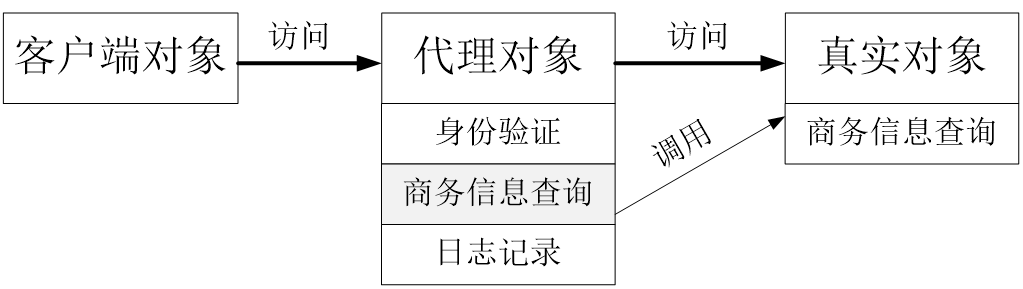 客户端对象
访问
代理对象
访问
真实对象
身份验证
商务信息查询
日志记录
调用
商务信息查询